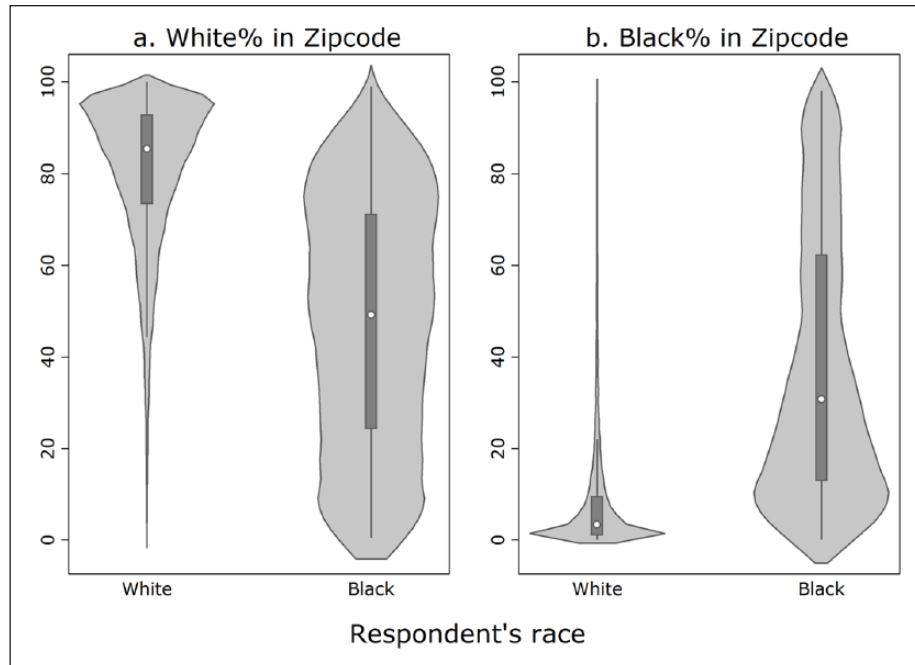 a. White% in Zipcode
b. Black% in Zipcode
100
80
60
40
20
0
100
80
60
40
20
0
White
Black
White
Black
Respondent's race